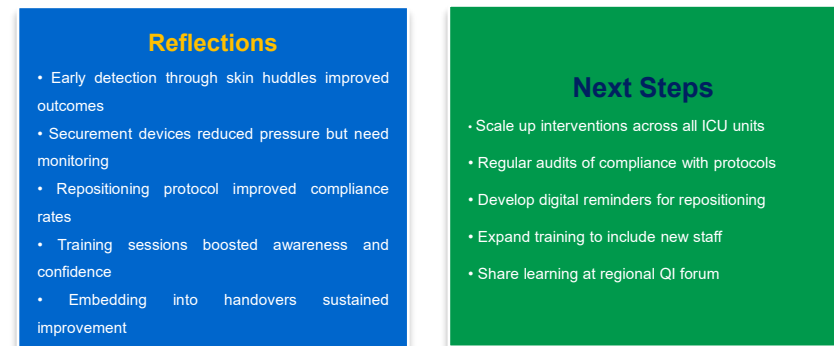 Reflections
• Early detection through skin huddles improved
outcomes
• Securement devices reduced pressure but need
monitoring
• Repositioning protocol improved compliance
rates
• Training sessions boosted awareness and
confidence
• Embedding into handovers sustained
improvement
Next Steps
• Scale up interventions across all ICU units
• Regular audits of compliance with protocols
• Develop digital reminders for repositioning
• Expand training to include new staff
• Share learning at regional QI forum